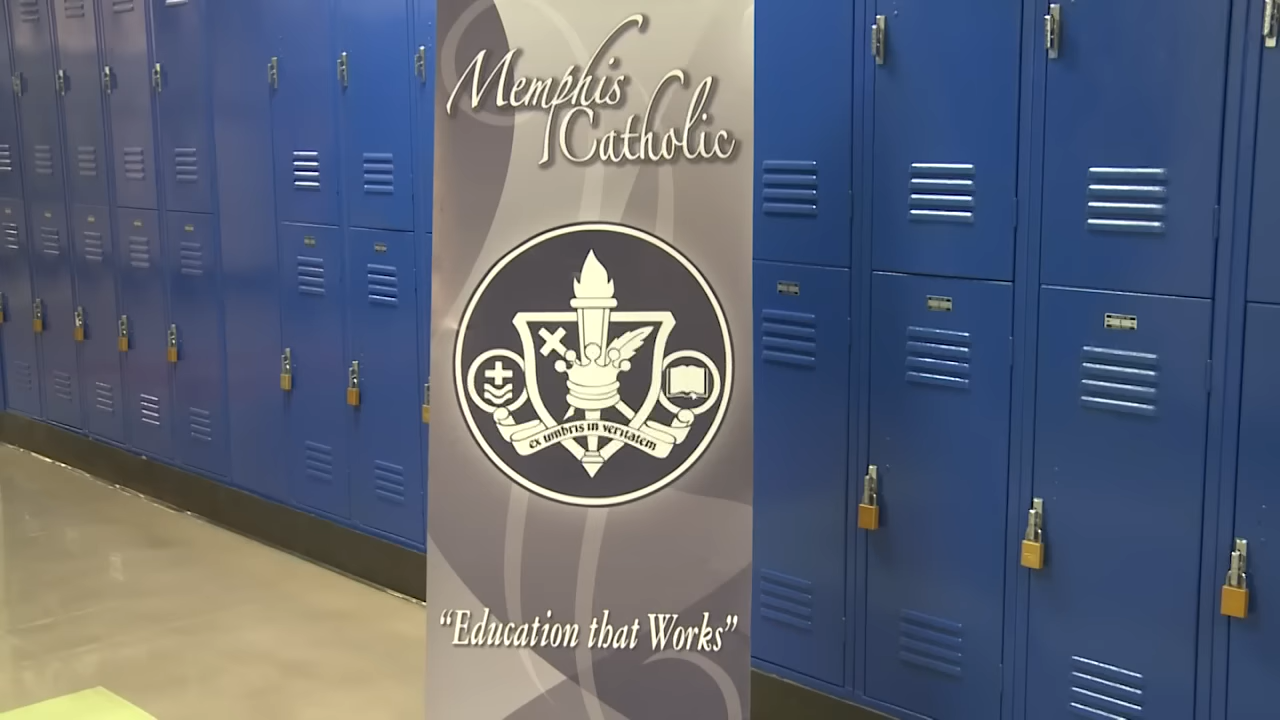 Memphis
Catholic
ex umbris in veritatem
“Education that Works”